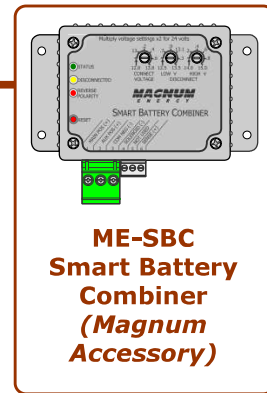 Multiply voltage settings x2 for 24 volts
CONNECT LOW V HIGH V
VOLTAGE DISCONNECT
STATUS
DISCONNECTED
REVERSE
POLARITY
RESET
MAGNUM
ENERGY
SMART BATTERY COMBINER
ME-SBC
Smart Battery
Combiner
(Magnum
Accessory)